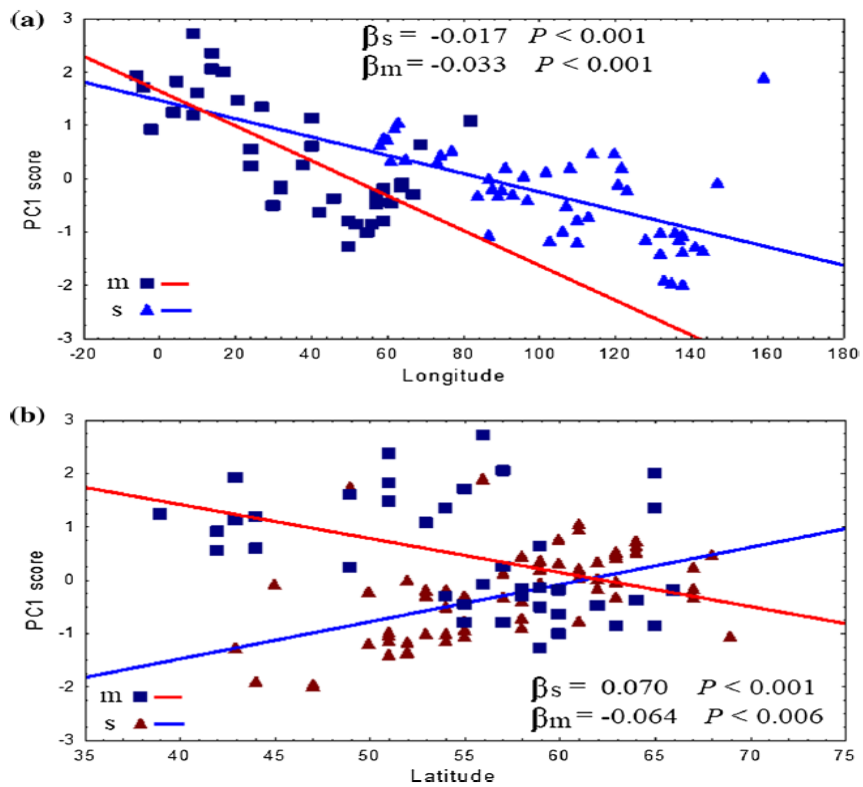 (a)
βs = -0.017 P < 0.001
βm = -0.033 P < 0.001
3
2
1
0
-1
-2
-3
PC1 score
m
s
-20 0 20 40 60 80 100 120 140 160 180
Longitude
(b)
3
2
1
0
-1
-2
-3
PC1 score
βs = 0.070 P < 0.001
βm = -0.064 P < 0.006
m
s
35 40 45 50 55 60 65 70 75
Latitude